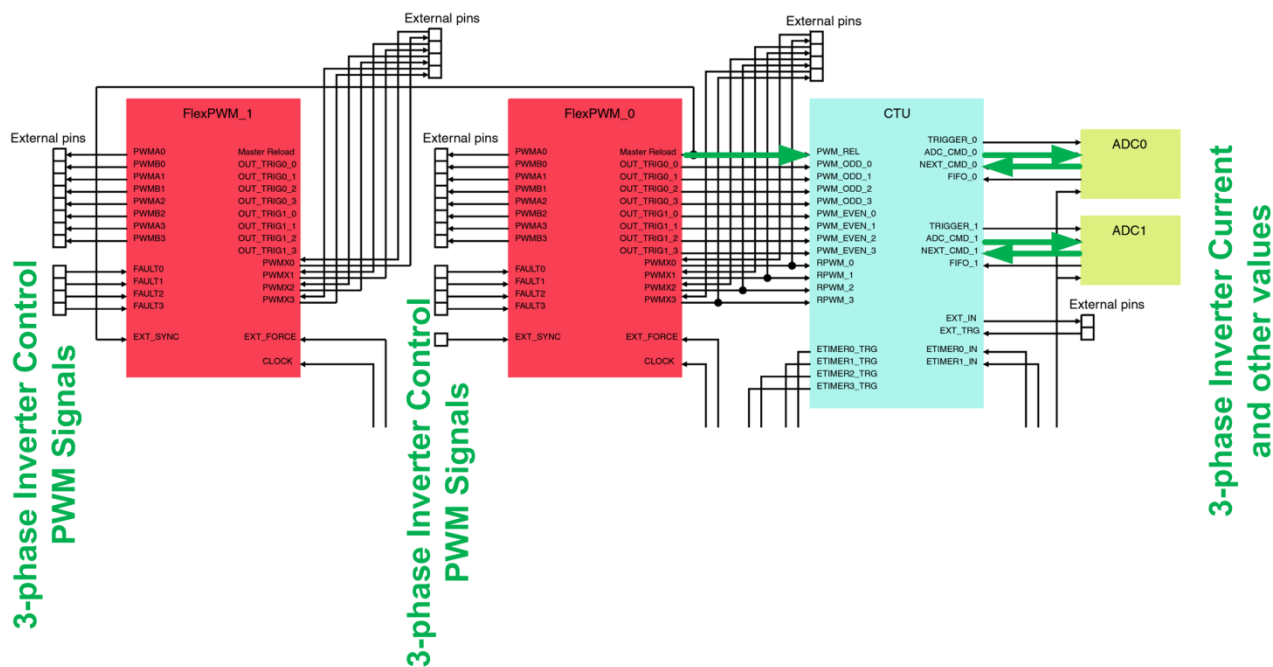 External pins
External pins
FlexPWM_1
FlexPWM_0
CTU
External pins
PWMA0
PWMB0
PWMA1
PWMB1
PWMA2
PWMB2
PWMA3
PWMB3
FAULT0
FAULT1
FAULT2
FAULT3
EXT_SYNC
Master Reload
OUT_TRIG0_0
OUT_TRIG0_1
OUT_TRIG0_2
OUT_TRIG0_3
OUT_TRIG1_0
OUT_TRIG1_1
OUT_TRIG1_2
OUT_TRIG1_3
PWMX0
PWMX1
PWMX2
PWMX3
EXT_FORCE
CLOCK
External pins
PWMA0
PWMB0
PWMA1
PWMB1
PWMA2
PWMB2
PWMA3
PWMB3
FAULT0
FAULT1
FAULT2
FAULT3
EXT_SYNC
Master Reload
OUT_TRIG0_0
OUT_TRIG0_1
OUT_TRIG0_2
OUT_TRIG0_3
OUT_TRIG1_0
OUT_TRIG1_1
OUT_TRIG1_2
OUT_TRIG1_3
PWMX0
PWMX1
PWMX2
PWMX3
EXT_FORCE
CLOCK
PWM_REL
PWM_ODD_0
PWM_ODD_1
PWM_ODD_2
PWM_ODD_3
PWM_EVEN_0
PWM_EVEN_1
PWM_EVEN_2
PWM_EVEN_3
RPWM_0
RPWM_1
RPWM_2
RPWM_3
ETIMER0_TRG
ETIMER1_TRG
ETIMER2_TRG
ETIMER3_TRG
TRIGGER_0
ADC_CMD_0
NEXT_CMD_0
FIFO_0
TRIGGER_1
ADC_CMD_1
NEXT_CMD_1
FIFO_1
EXT_IN
EXT_TRG
ETIMER0_IN
ETIMER1_IN
ADC0
ADC1
External pins
3-phase Inverter Control
PWM Signals
3-phase Inverter Control
PWM Signals
3-phase Inverter Current
and other values